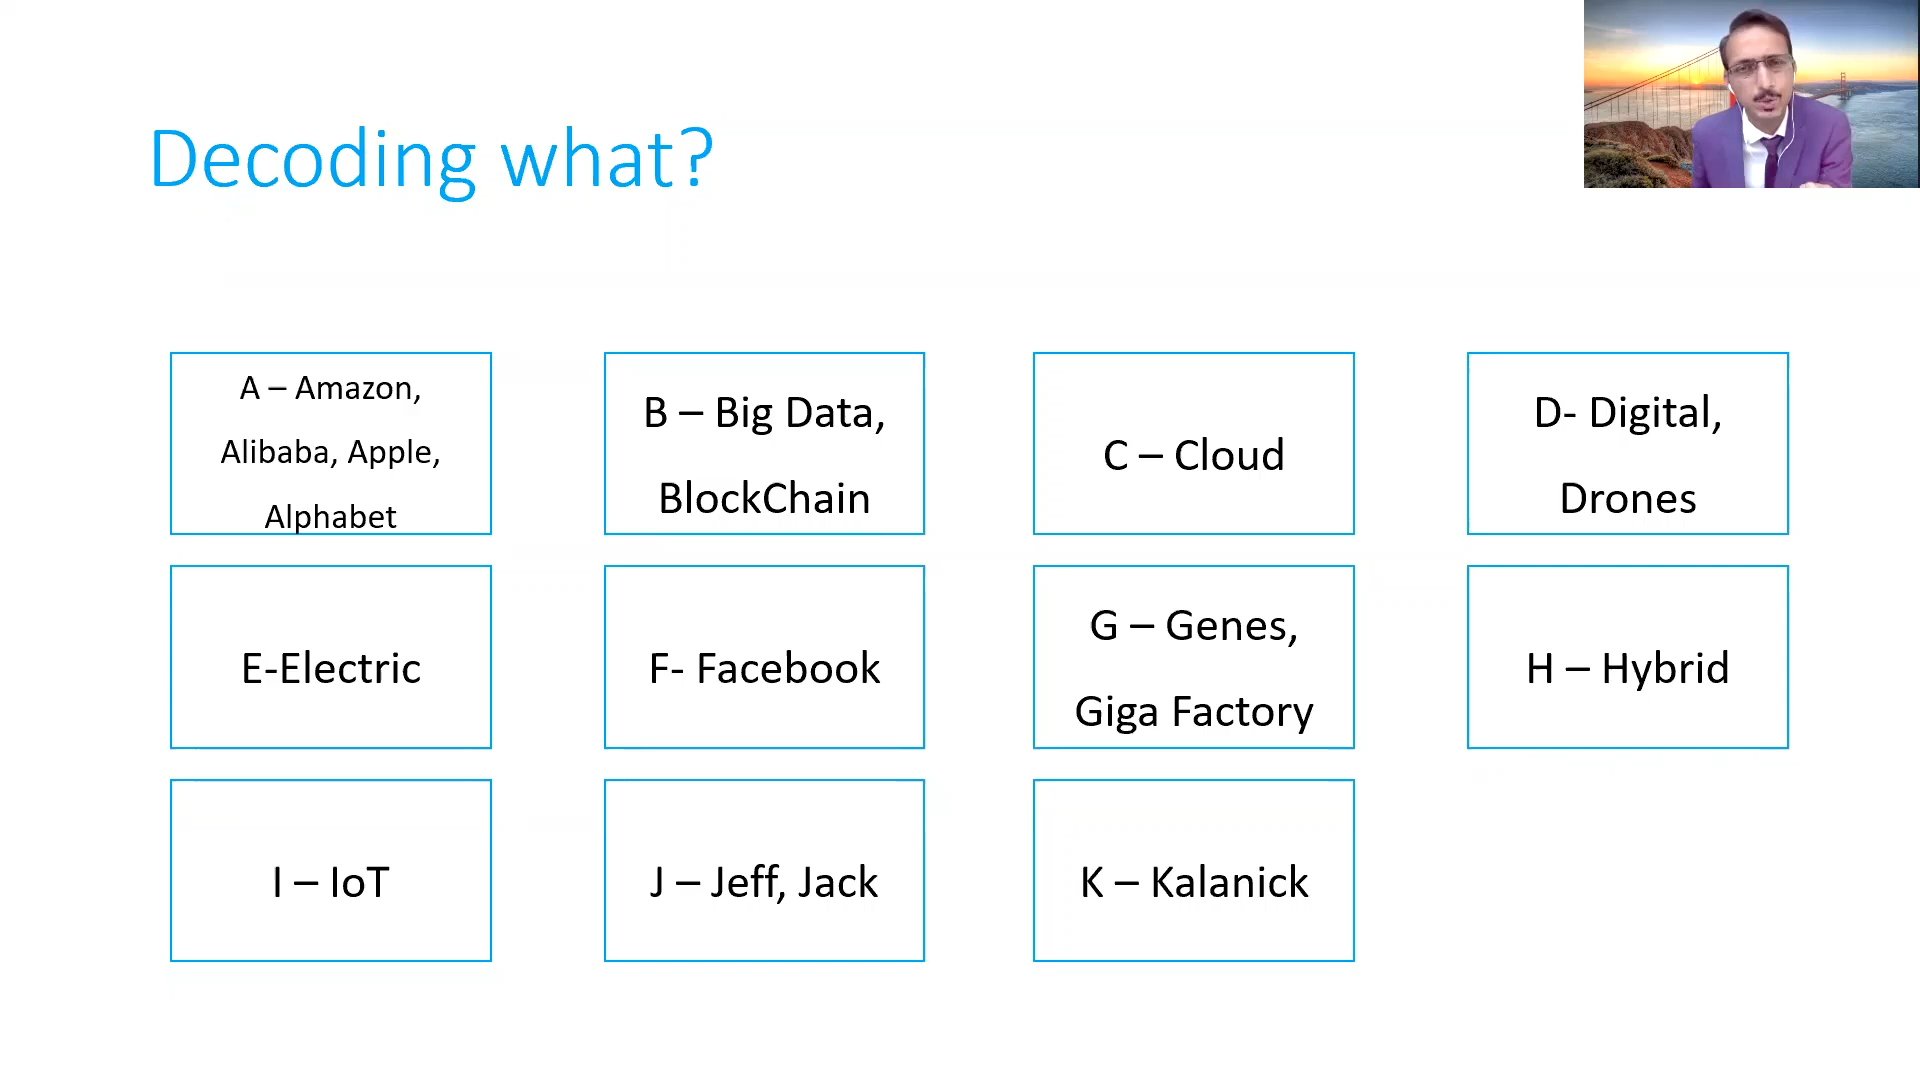 Decoding what?
A – Amazon,
Alibaba, Apple,
Alphabet
B – Big Data,
BlockChain
C – Cloud
D- Digital,
Drones
E-Electric
F- Facebook
G – Genes,
Giga Factory
H – Hybrid
I – IoT
J – Jeff, Jack
K – Kalanick